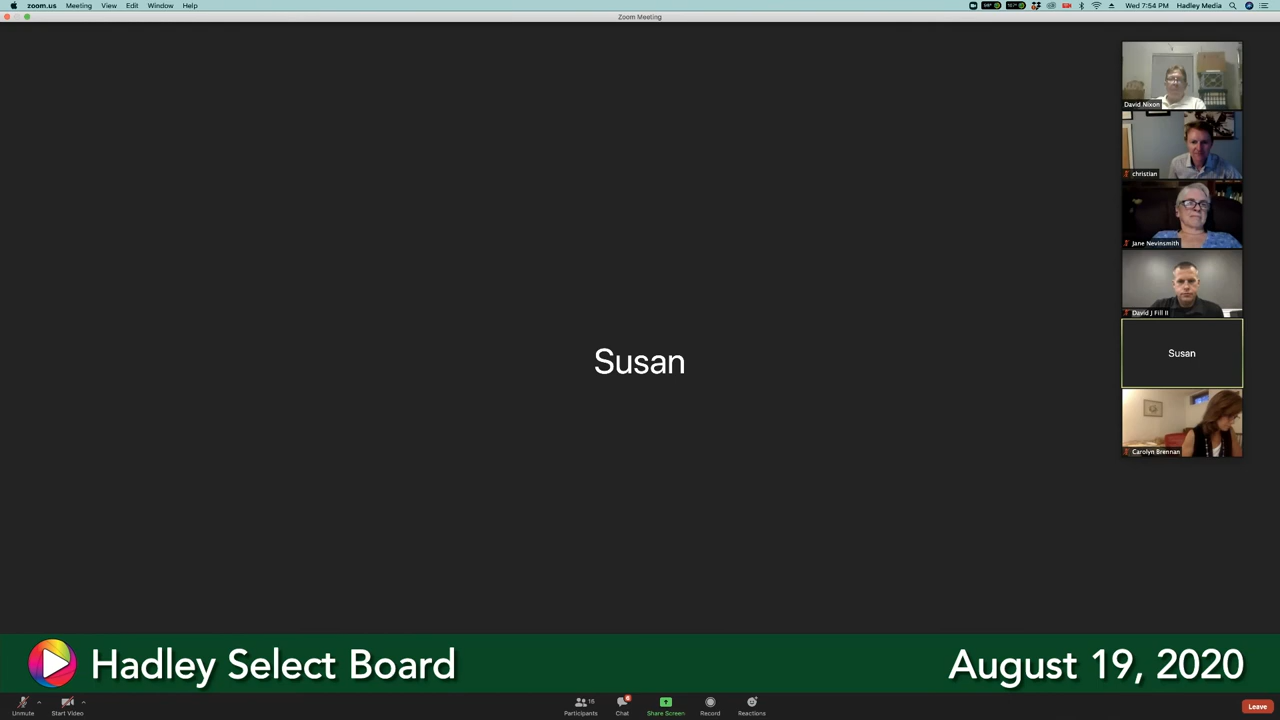 zoom.us Meeting View Edit Window Help
Wed 7:54 PM Hadley Media
Zoom Meeting
David Nixon
christian
Jane Nevinsmith
David J Fill II
Susan
Susan
Carolyn Brennan
Hadley Select Board
August 19, 2020
Unmute
Start Video
Participants
16
Chat
Share Screen
Record
Reactions
Leave